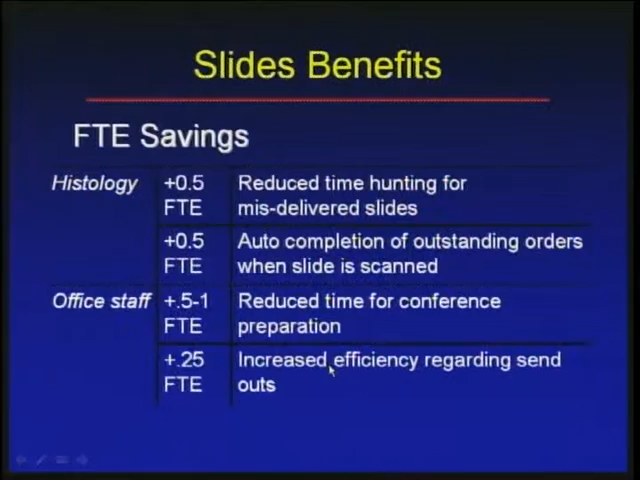 Slides Benefits
FTE Savings
Histology +0.5 Reduced time hunting for
FTE mis-delivered slides
+0.5 Auto completion of outstanding orders
FTE when slide is scanned
Office staff +.5-1 Reduced time for conference
FTE preparation
+.25 Increased efficiency regarding send
FTE outs